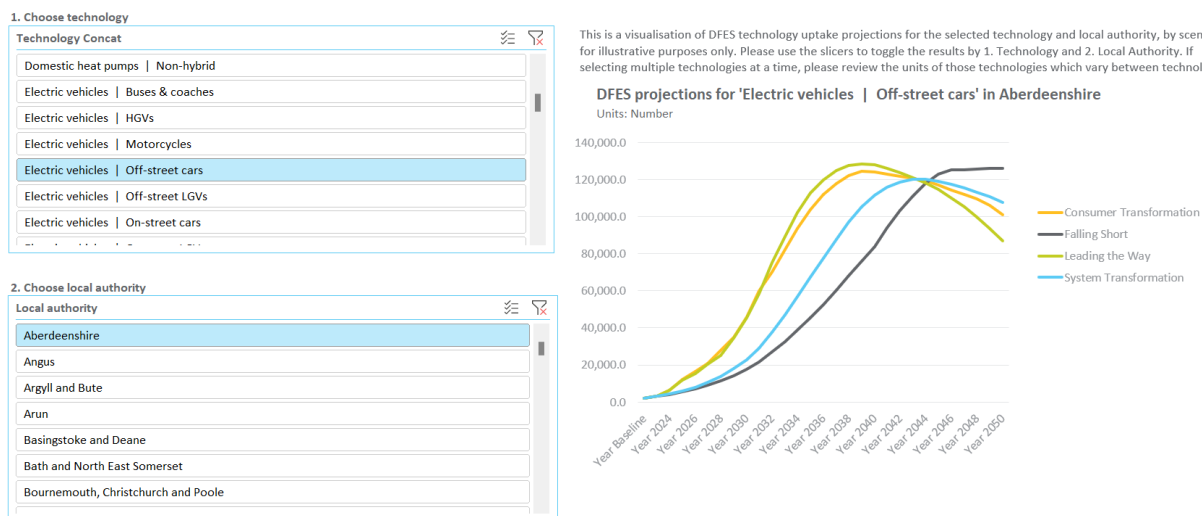 1. Choose technology
Technology Concat
Domestic heat pumps | Non-hybrid
Electric vehicles | Buses & coaches
Electric vehicles | HGVs
Electric vehicles | Motorcycles
Electric vehicles | Off-street cars
Electric vehicles | Off-street LGVs
Electric vehicles | On-street cars
2. Choose local authority
Local authority
Aberdeenshire
Angus
Argyll and Bute
Arun
Basingstoke and Deane
Bath and North East Somerset
Bournemouth, Christchurch and Poole
This is a visualisation of DFES technology uptake projections for the selected technology and local authority, by scen
for illustrative purposes only. Please use the slicers to toggle the results by 1. Technology and 2. Local Authority. If
selecting multiple technologies at a time, please review the units of those technologies which vary between technol
DFES projections for 'Electric vehicles | Off-street cars' in Aberdeenshire
Units: Number
140,000.0
120,000.0
100,000.0
80,000.0
60,000.0
40,000.0
20,000.0
0.0
Year Baseline
Year 2024
Year 2026
Year 2028
Year 2030
Year 2032
Year 2034
Year 2036
Year 2038
Year 2040
Year 2042
Year 2044
Year 2046
Year 2048
Year 2050
Consumer Transformation
Falling Short
Leading the Way
System Transformation